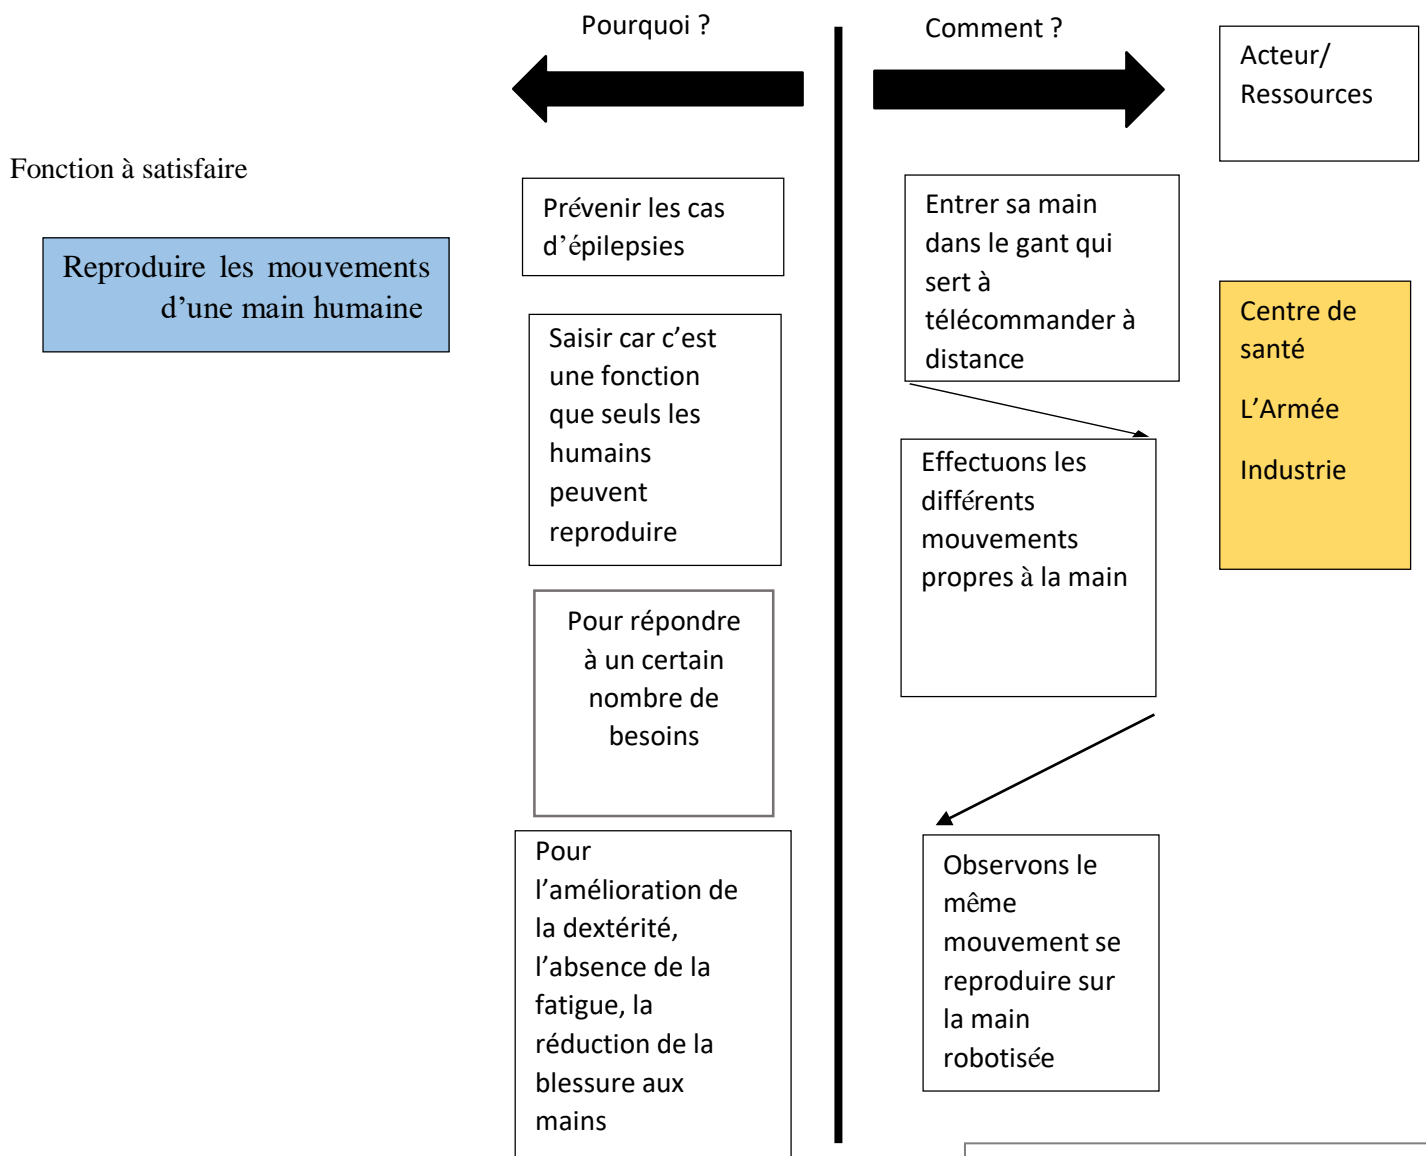 Pourquoi ?
Comment ?
Acteur/
Ressources
Fonction à satisfaire
Reproduire les mouvements
d’une main humaine
Prévenir les cas
d’épilepsies
Saisir car c’est
une fonction
que seuls les
humains
peuvent
reproduire
Pour répondre
à un certain
nombre de
besoins
Pour
l’amélioration de
la dextérité,
l’absence de la
fatigue, la
réduction de la
blessure aux
mains
Entrer sa main
dans le gant qui
sert à
télécommander à
distance
Effectuons les
différents
mouvements
propres à la main
Observons le
même
mouvement se
reproduire sur
la main
robotisée
Centre de
santé
L’Armée
Industrie